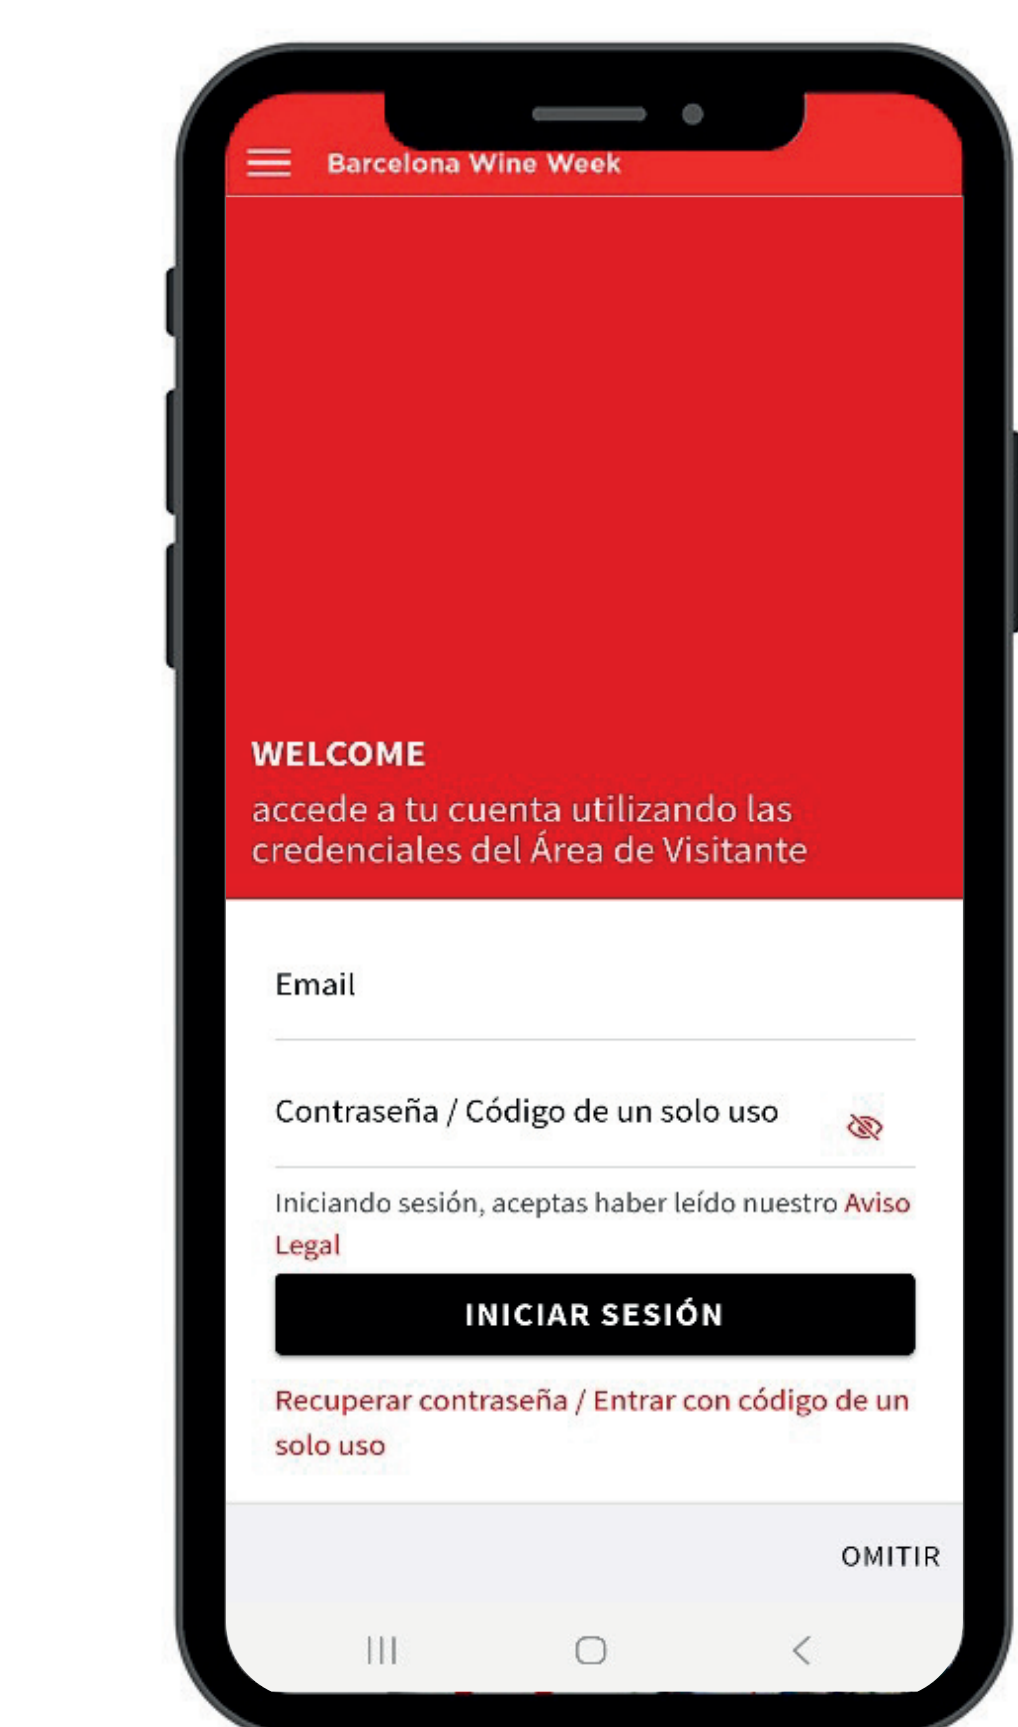 Barcelona Wine Week
WELCOME
accede a tu cuenta utilizando las
credenciales del Área de Visitante
Email
Contraseña / Código de un solo uso
Iniciando sesión, aceptas haber leído nuestro Aviso
Legal
INICIAR SESIÓN
Recuperar contraseña / Entrar con código de un
solo uso
OMITIR